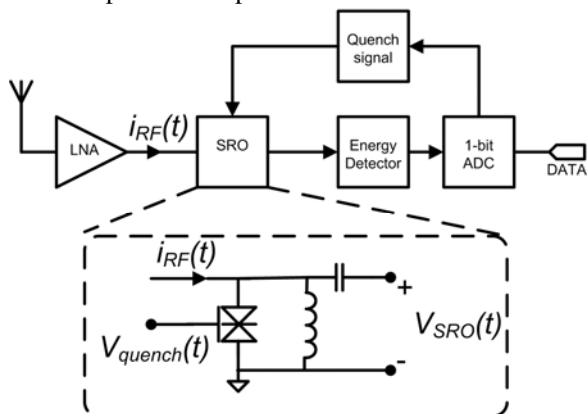 Quench
signal
i_RF(t)
LNA
SRO
Energy
Detector
1-bit
ADC
DATA
i_RF(t)
+
V_quench(t)
V_SRO(t)
-